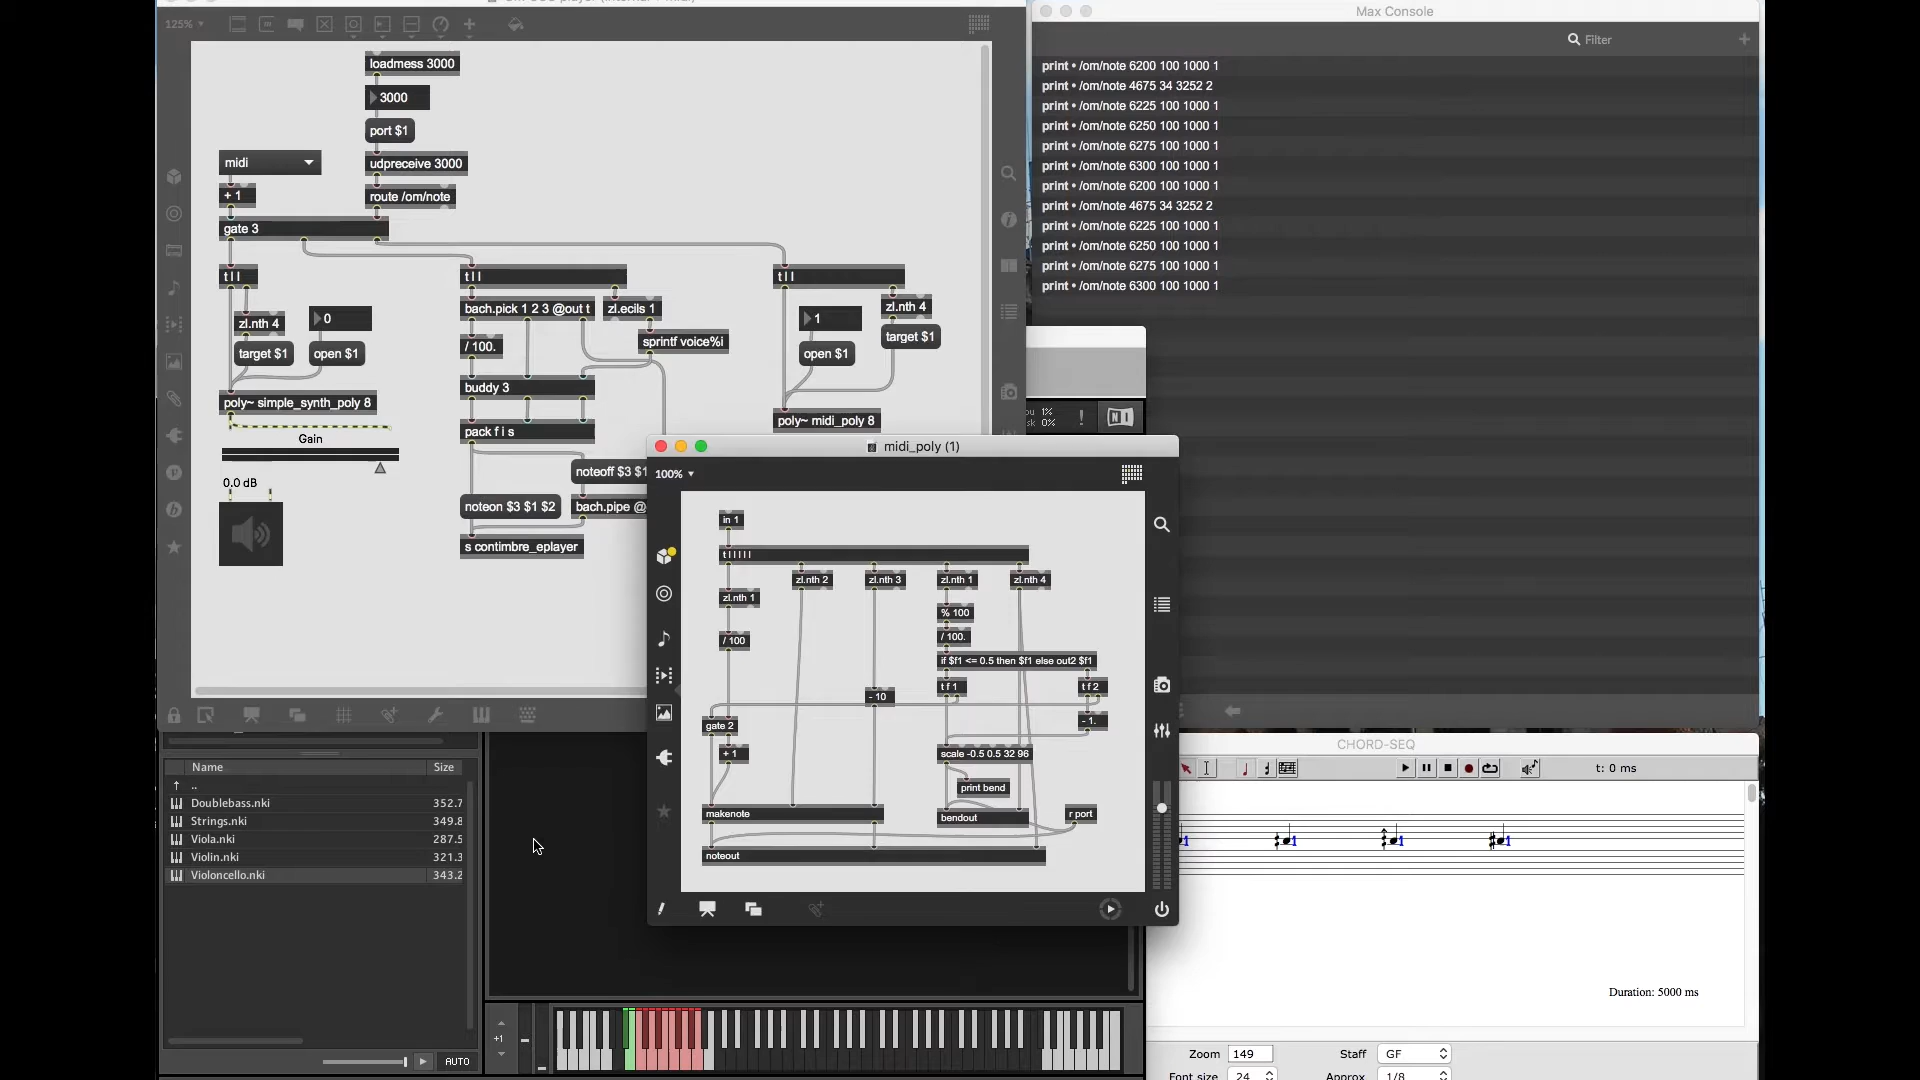 125%
loadmess 3000
3000
port $1
udpreceive 3000
route /om/note
midi
+ 1
gate 3
t l l
zl.nth 4
0
target $1
open $1
poly~ simple_synth_poly 8
Gain
0.0 dB
t l l
bach.pick 1 2 3 @out t
zl.ecils 1
/ 100.
sprintf voice%i
buddy 3
pack f i s
noteoff $3 $1
noteon $3 $1 $2
bach.pipe @
s contimbre_eplayer
t l l
1
zl.nth 4
open $1
target $1
poly~ midi_poly 8
Max Console
Filter
print • /om/note 6200 100 1000 1
print • /om/note 4675 34 3252 2
print • /om/note 6225 100 1000 1
print • /om/note 6250 100 1000 1
print • /om/note 6275 100 1000 1
print • /om/note 6300 100 1000 1
print • /om/note 6200 100 1000 1
print • /om/note 4675 34 3252 2
print • /om/note 6225 100 1000 1
print • /om/note 6250 100 1000 1
print • /om/note 6275 100 1000 1
print • /om/note 6300 100 1000 1
1%
0%
!
NI
midi_poly (1)
100%
in 1
t l l l l l
zl.nth 2
zl.nth 3
zl.nth 1
zl.nth 4
zl.nth 1
% 100
/ 100
/ 100.
if $f1 <= 0.5 then $f1 else out2 $f1
t f 1
t f 2
- 10
- 1.
gate 2
+ 1
scale -0.5 0.5 32 96
print bend
makenote
bendout
r port
noteout
Name
Size
..
Doublebass.nki 352.7
Strings.nki 349.8
Viola.nki 287.5
Violin.nki 321.3
Violoncello.nki 343.2
AUTO
+1
CHORD-SEQ
t: 0 ms
1
1
1
1
Duration: 5000 ms
Zoom 149
Staff GF
Font size 24
Approx 1/8